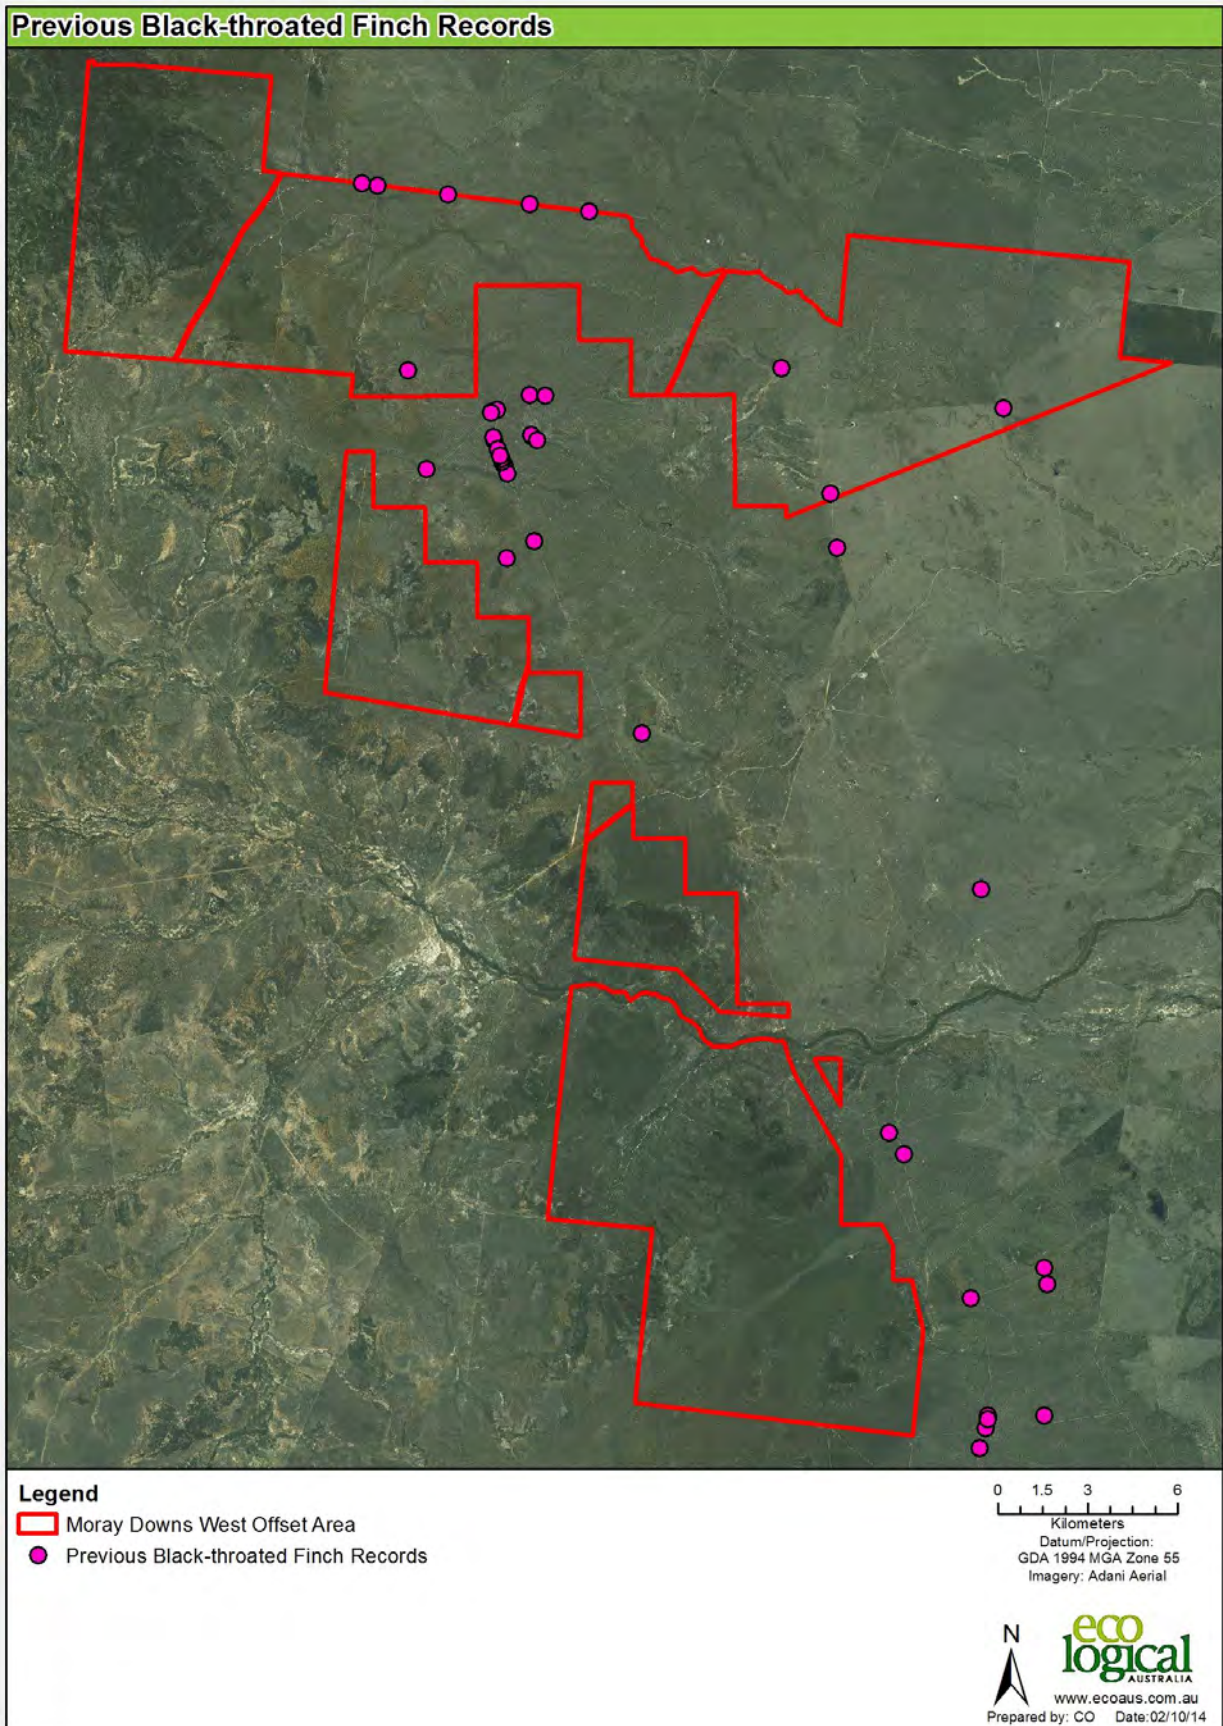 Previous Black-throated Finch Records
Legend
Moray Downs West Offset Area
Previous Black-throated Finch Records
0 1.5 3 6
Kilometers
Datum/Projection:
GDA 1994 MGA Zone 55
Imagery: Adani Aerial
N
eco
logical
AUSTRALIA
www.ecoaus.com.au
Prepared by: CO Date:02/10/14